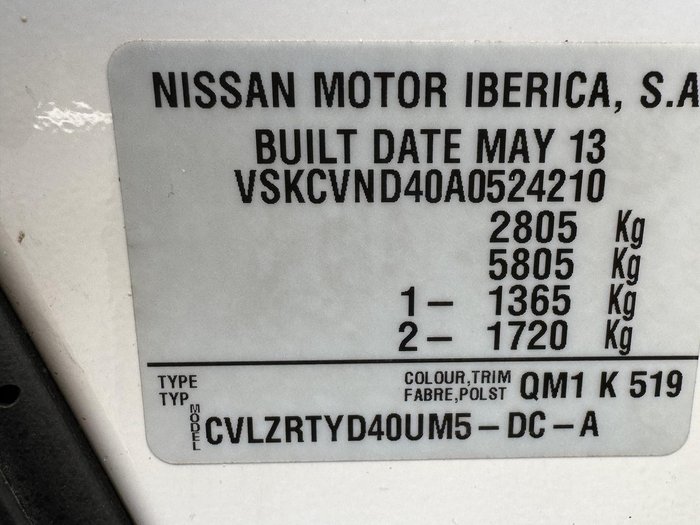 NISSAN MOTOR IBERICA, S.A
BUILT DATE MAY 13
VSKCVND40A0524210
2805 Kg
5805 Kg
1- 1365 Kg
2- 1720 Kg
TYPE COLOUR,TRIM QM1 K 519
TYP FABRE,POLST
MODEL CVLZRTYD40UM5-DC-A